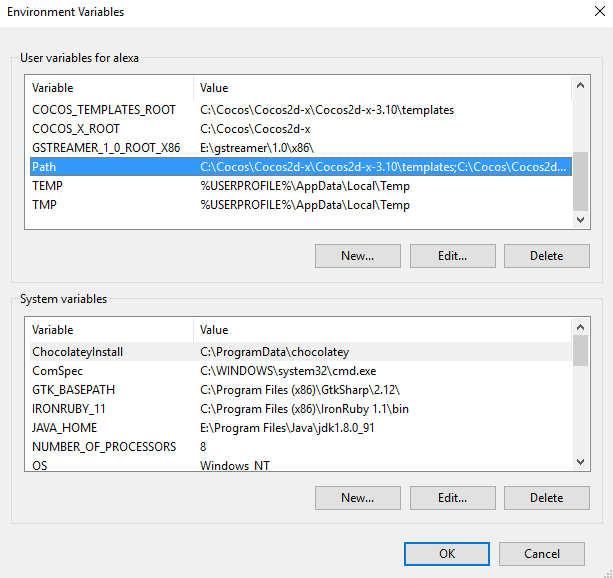 Environment Variables
User variables for alexa
Variable Value
COCOS_TEMPLATES_ROOT C:\Cocos\Cocos2d-x\Cocos2d-x-3.10\templates
COCOS_X_ROOT C:\Cocos\Cocos2d-x
GSTREAMER_1_0_ROOT_X86 E:\gstreamer\1.0\x86\
Path C:\Cocos\Cocos2d-x\Cocos2d-x-3.10\templates;C:\Cocos\Cocos2d...
TEMP %USERPROFILE%\AppData\Local\Temp
TMP %USERPROFILE%\AppData\Local\Temp
New... Edit... Delete
System variables
Variable Value
ChocolateyInstall C:\ProgramData\chocolatey
ComSpec C:\WINDOWS\system32\cmd.exe
GTK_BASEPATH C:\Program Files (x86)\GtkSharp\2.12\
IRONRUBY_11 C:\Program Files (x86)\IronRuby 1.1\bin
JAVA_HOME E:\Program Files\Java\jdk1.8.0_91
NUMBER_OF_PROCESSORS 8
OS Windows_NT
New... Edit... Delete
OK Cancel